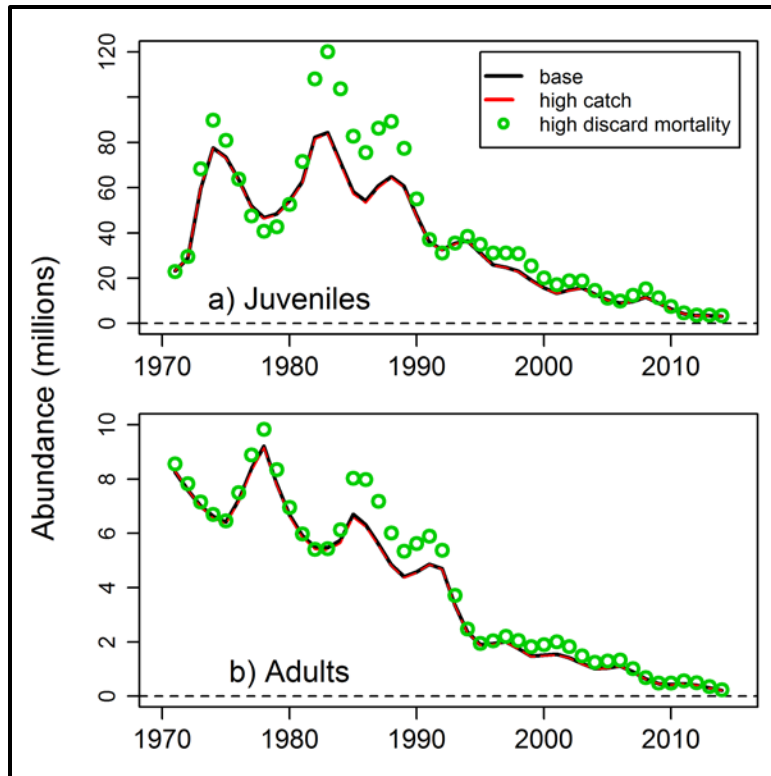 Abundance (millions)
120
100
80
60
40
20
0
base
high catch
high discard mortality
a) Juveniles
1970 1980 1990 2000 2010
10
8
6
4
2
0
b) Adults
1970 1980 1990 2000 2010